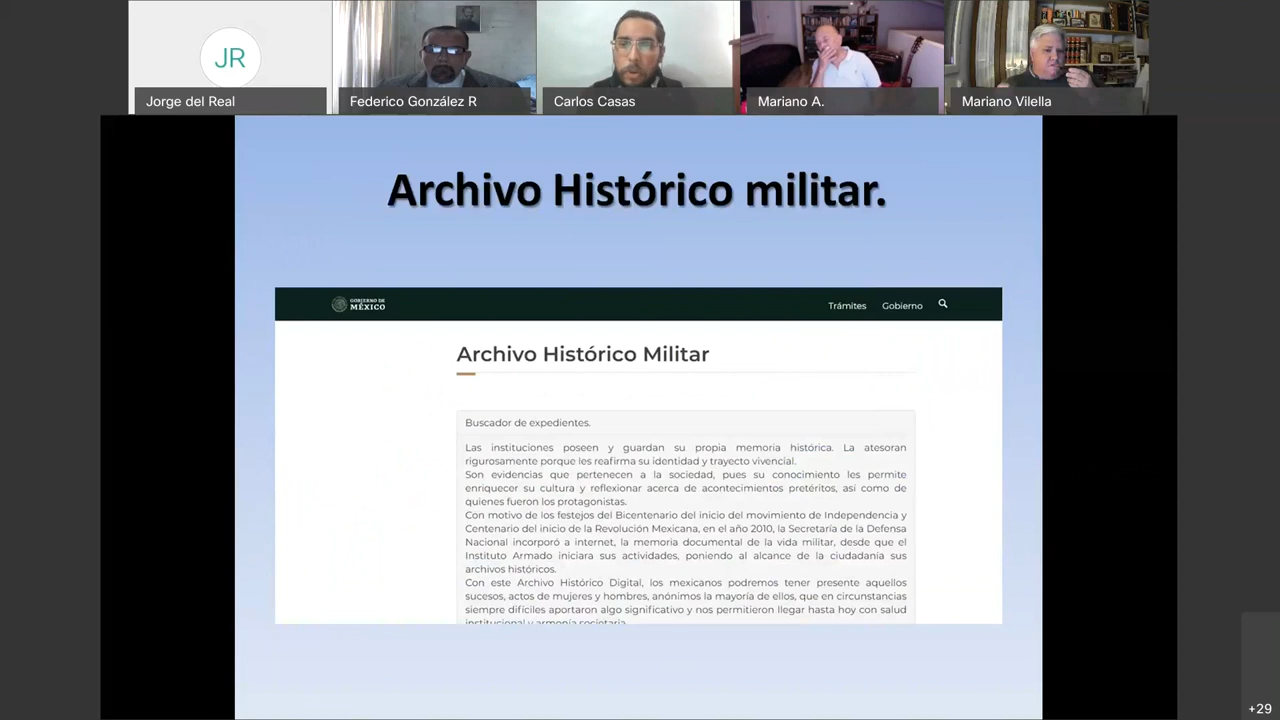 JR
Jorge del Real
Federico González R
Carlos Casas
Mariano A.
Mariano Vilella
Archivo Histórico militar.
GOBIERNO DE
MÉXICO
Trámites
Gobierno
Archivo Histórico Militar
Buscador de expedientes.
Las instituciones poseen y guardan su propia memoria histórica. La atesoran
rigurosamente porque les reafirma su identidad y trayecto vivencial.
Son evidencias que pertenecen a la sociedad, pues su conocimiento les permite
enriquecer su cultura y reflexionar acerca de acontecimientos pretéritos, así como de
quienes fueron los protagonistas.
Con motivo de los festejos del Bicentenario del inicio del movimiento de Independencia y
Centenario del inicio de la Revolución Mexicana, en el año 2010, la Secretaría de la Defensa
Nacional incorporó a internet, la memoria documental de la vida militar, desde que el
Instituto Armado iniciara sus actividades, poniendo al alcance de la ciudadanía sus
archivos históricos.
Con este Archivo Histórico Digital, los mexicanos podremos tener presente aquellos
sucesos, actos de mujeres y hombres, anónimos la mayoría de ellos, que en circunstancias
siempre difíciles aportaron algo significativo y nos permitieron llegar hasta hoy con salud
institucional y armonía societaria.
+29